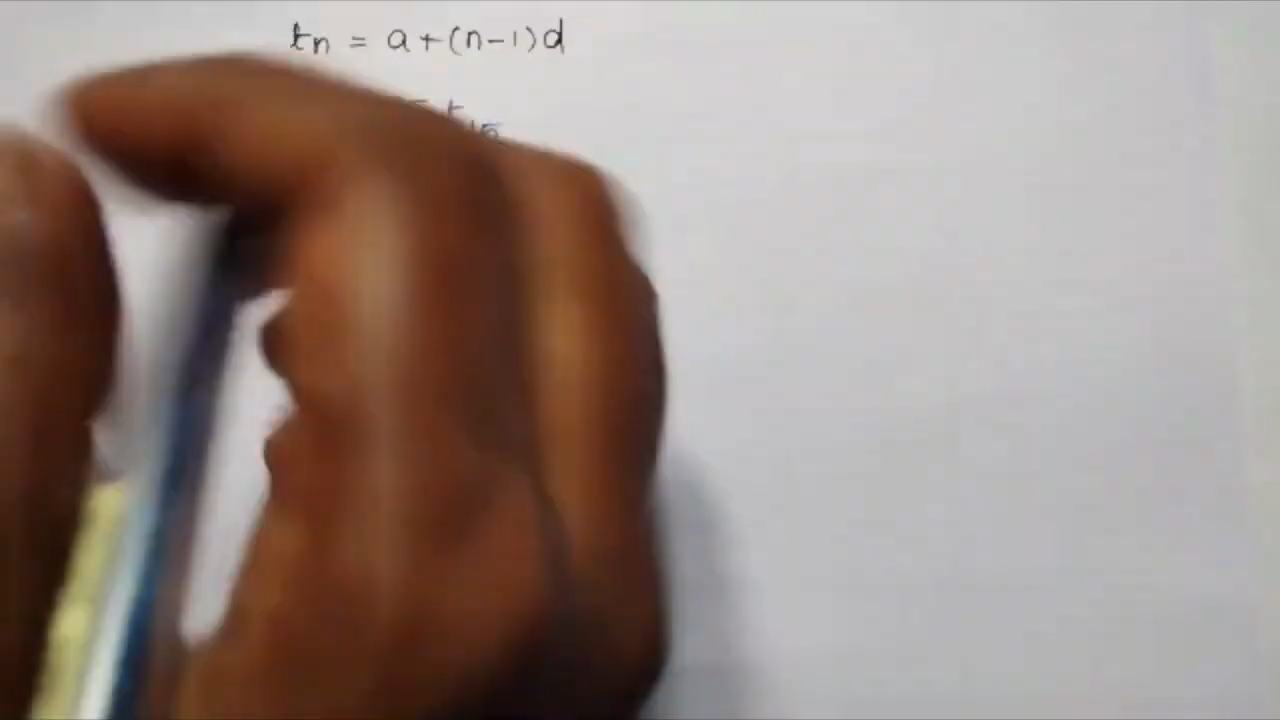 tn = a+(n-1)d